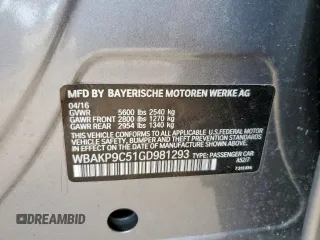 MFD BY BAYERISCHE MOTOREN WERKE AG
04/16
GVWR 5600 lbs 2540 kg
GAWR FRONT 2800 lbs 1270 kg
GAWR REAR 2954 lbs 1340 kg
THIS VEHICLE CONFORMS TO ALL APPLICABLE U.S. FEDERAL MOTOR
VEHICLE SAFETY, BUMPER AND THEFT PREVENTION STANDARDS
IN EFFECT ON THE DATE OF MANUFACTURE SHOWN ABOVE.
WBAKP9C51GD981293 TYPE: PASSENGER CAR
A52/7
DREAMBID